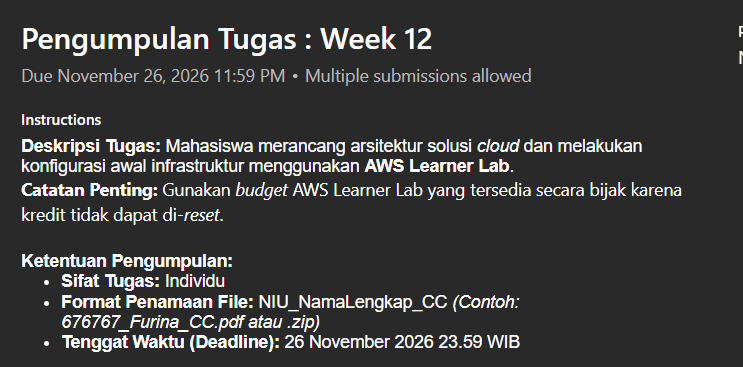 Pengumpulan Tugas : Week 12
Due November 26, 2026 11:59 PM • Multiple submissions allowed
Instructions
Deskripsi Tugas: Mahasiswa merancang arsitektur solusi cloud dan melakukan
konfigurasi awal infrastruktur menggunakan AWS Learner Lab.
Catatan Penting: Gunakan budget AWS Learner Lab yang tersedia secara bijak karena
kredit tidak dapat di-reset.
Ketentuan Pengumpulan:
• Sifat Tugas: Individu
• Format Penamaan File: NIU_NamaLengkap_CC (Contoh:
676767_Furina_CC.pdf atau .zip)
• Tenggat Waktu (Deadline): 26 November 2026 23.59 WIB